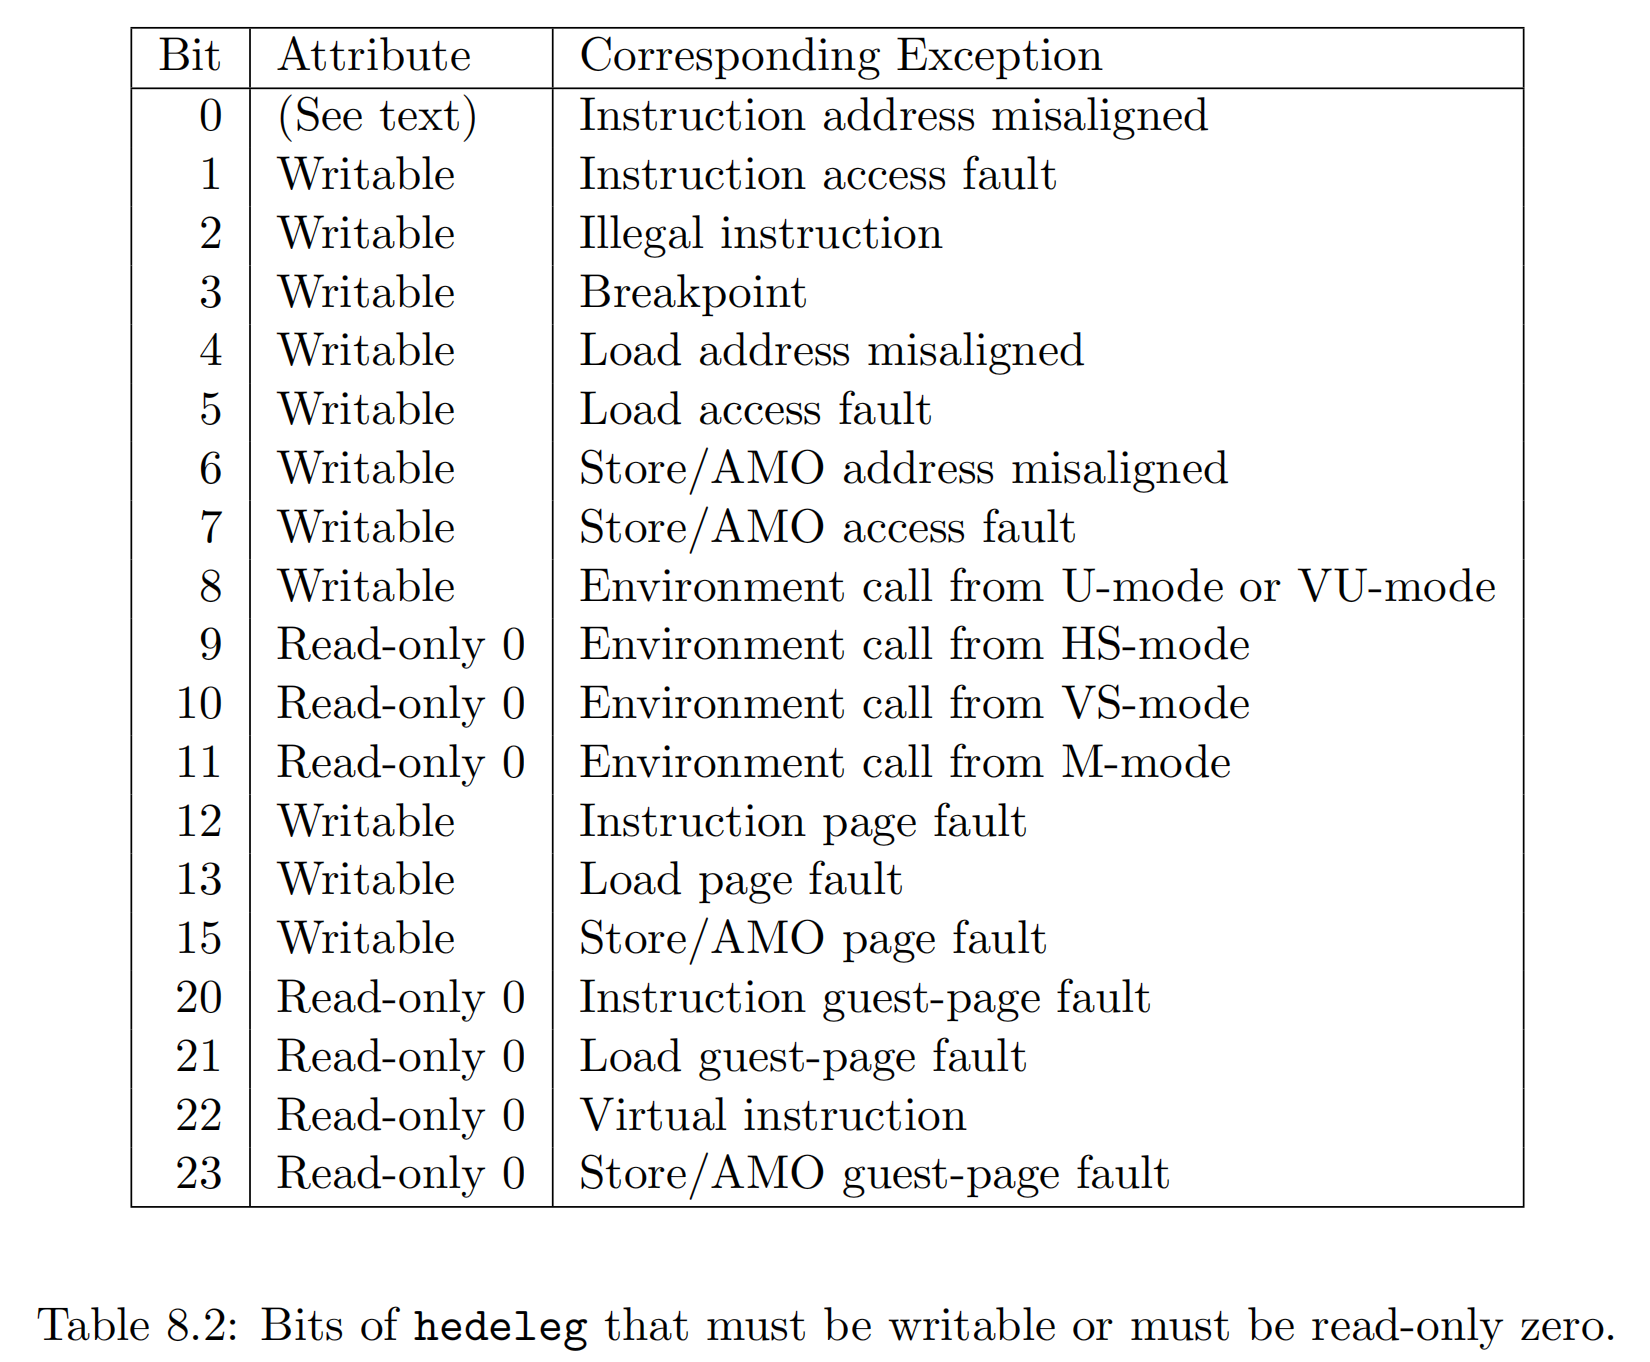 Bit Attribute Corresponding Exception
0 (See text) Instruction address misaligned
1 Writable Instruction access fault
2 Writable Illegal instruction
3 Writable Breakpoint
4 Writable Load address misaligned
5 Writable Load access fault
6 Writable Store/AMO address misaligned
7 Writable Store/AMO access fault
8 Writable Environment call from U-mode or VU-mode
9 Read-only 0 Environment call from HS-mode
10 Read-only 0 Environment call from VS-mode
11 Read-only 0 Environment call from M-mode
12 Writable Instruction page fault
13 Writable Load page fault
15 Writable Store/AMO page fault
20 Read-only 0 Instruction guest-page fault
21 Read-only 0 Load guest-page fault
22 Read-only 0 Virtual instruction
23 Read-only 0 Store/AMO guest-page fault
Table 8.2: Bits of hedeleg that must be writable or must be read-only zero.